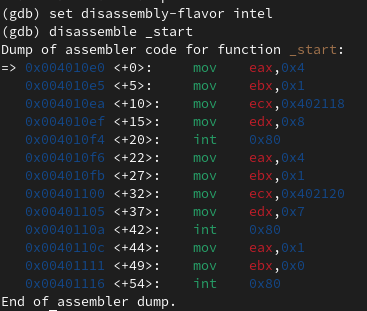 (gdb) set disassembly-flavor intel
(gdb) disassemble _start
Dump of assembler code for function _start:
=> 0x004010e0 <+0>: mov eax,0x4
0x004010e5 <+5>: mov ebx,0x1
0x004010ea <+10>: mov ecx,0x402118
0x004010ef <+15>: mov edx,0x8
0x004010f4 <+20>: int 0x80
0x004010f6 <+22>: mov eax,0x4
0x004010fb <+27>: mov ebx,0x1
0x00401100 <+32>: mov ecx,0x402120
0x00401105 <+37>: mov edx,0x7
0x0040110a <+42>: int 0x80
0x0040110c <+44>: mov eax,0x1
0x00401111 <+49>: mov ebx,0x0
0x00401116 <+54>: int 0x80
End of assembler dump.